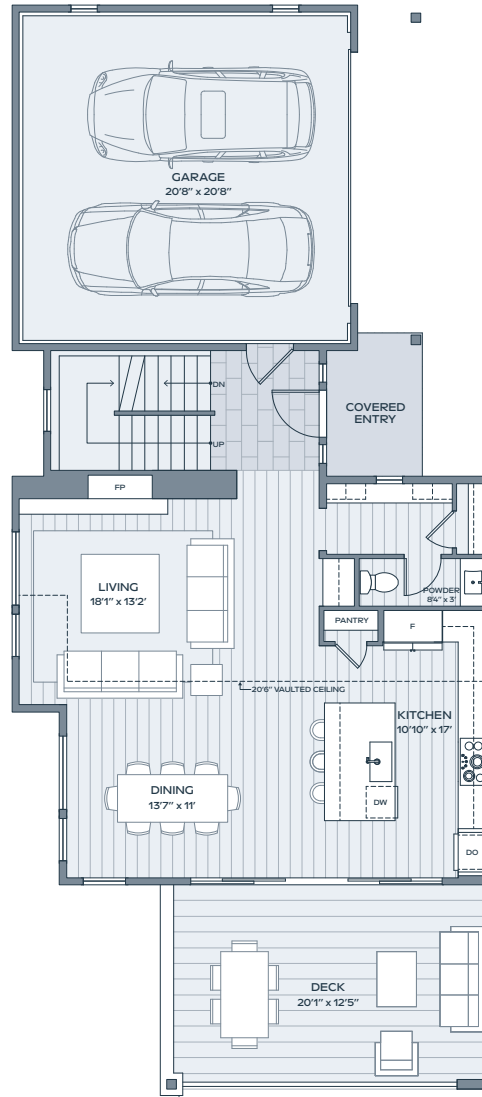 GARAGE
20'8" x 20'8"
DN
COVERED
ENTRY
UP
FP
LIVING
18'1" x 13'2'
POWDER
8'4" x 3'
PANTRY
F
20'6" VAULTED CEILING
KITCHEN
10'10" x 17'
DINING
13'7" x 11'
DW
DO
DECK
20'1" x 12'5"